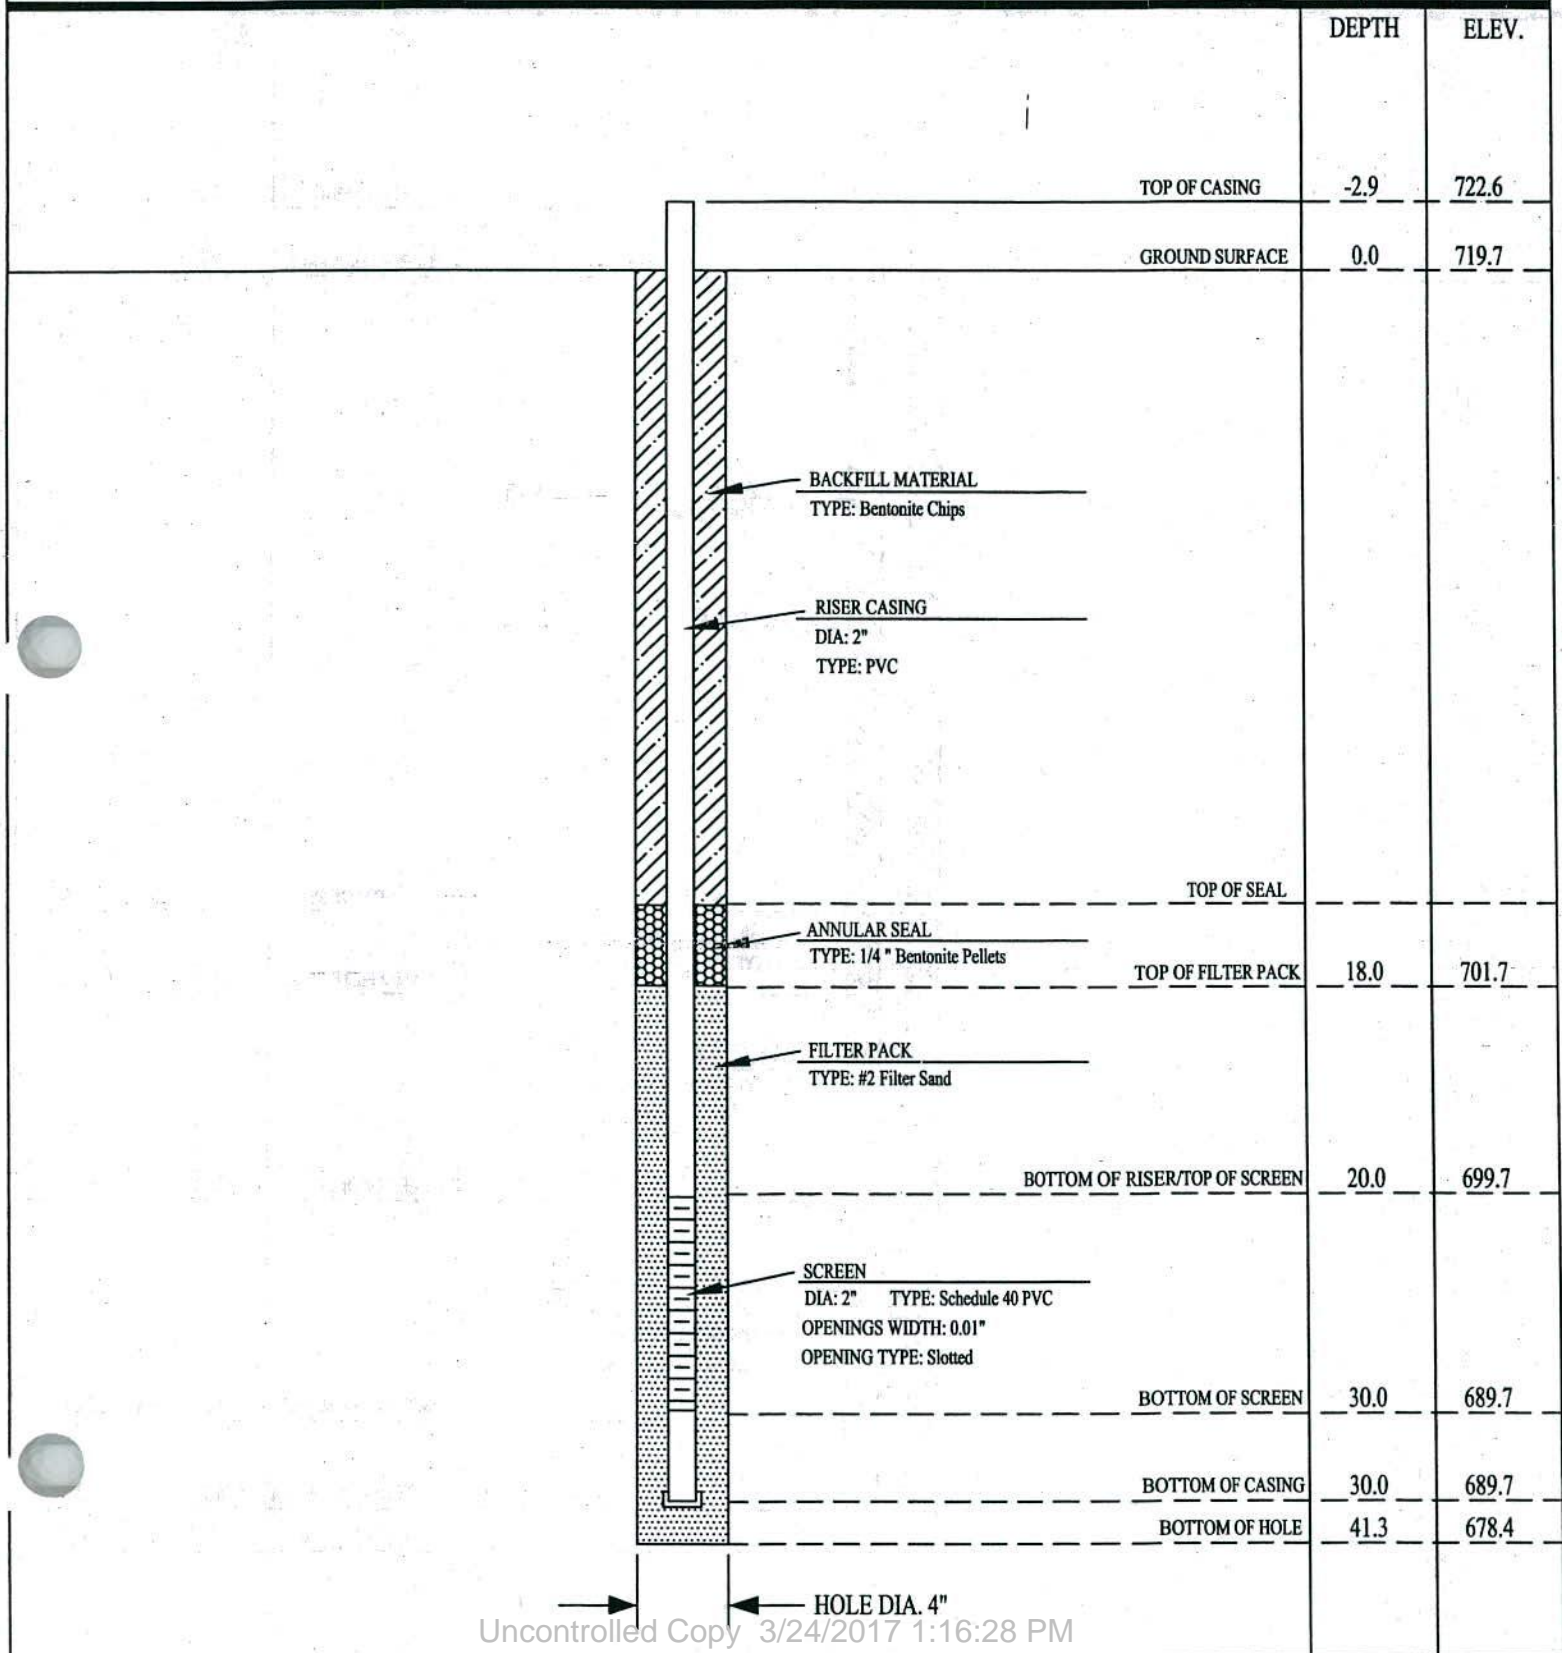 DEPTH ELEV.
TOP OF CASING -2.9 722.6
GROUND SURFACE 0.0 719.7
BACKFILL MATERIAL
TYPE: Bentonite Chips
RISER CASING
DIA: 2"
TYPE: PVC
TOP OF SEAL
ANNULAR SEAL
TYPE: 1/4 " Bentonite Pellets
TOP OF FILTER PACK 18.0 701.7
FILTER PACK
TYPE: #2 Filter Sand
BOTTOM OF RISER/TOP OF SCREEN 20.0 699.7
SCREEN
DIA: 2" TYPE: Schedule 40 PVC
OPENINGS WIDTH: 0.01"
OPENING TYPE: Slotted
BOTTOM OF SCREEN 30.0 689.7
BOTTOM OF CASING 30.0 689.7
BOTTOM OF HOLE 41.3 678.4
HOLE DIA. 4"
Uncontrolled Copy 3/24/2017 1:16:28 PM